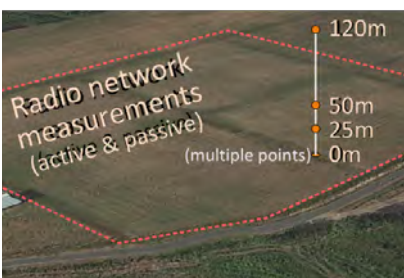 120m
Radio network
measurements
(active & passive)
50m
25m
(multiple points) 0m